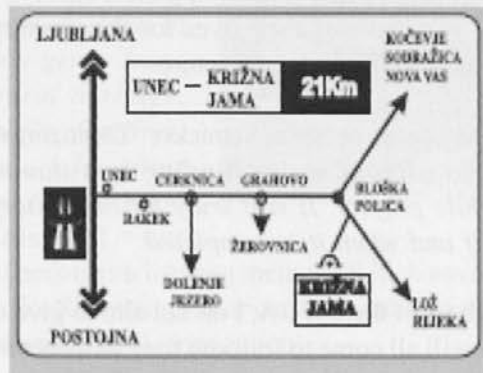 LJUBLJANA
KOČEVJE
SODRAŽICA
NOVA VAS
UNEC — KRIŽNA
JAMA
21Km
UNEC
CERKNICA
GRAHOVO
RAKEK
BLOŠKA
POLICA
ŽEROVNICA
DOLENJE
JEZERO
KRIŽNA
JAMA
LOŽ
RIJEKA
POSTOJNA